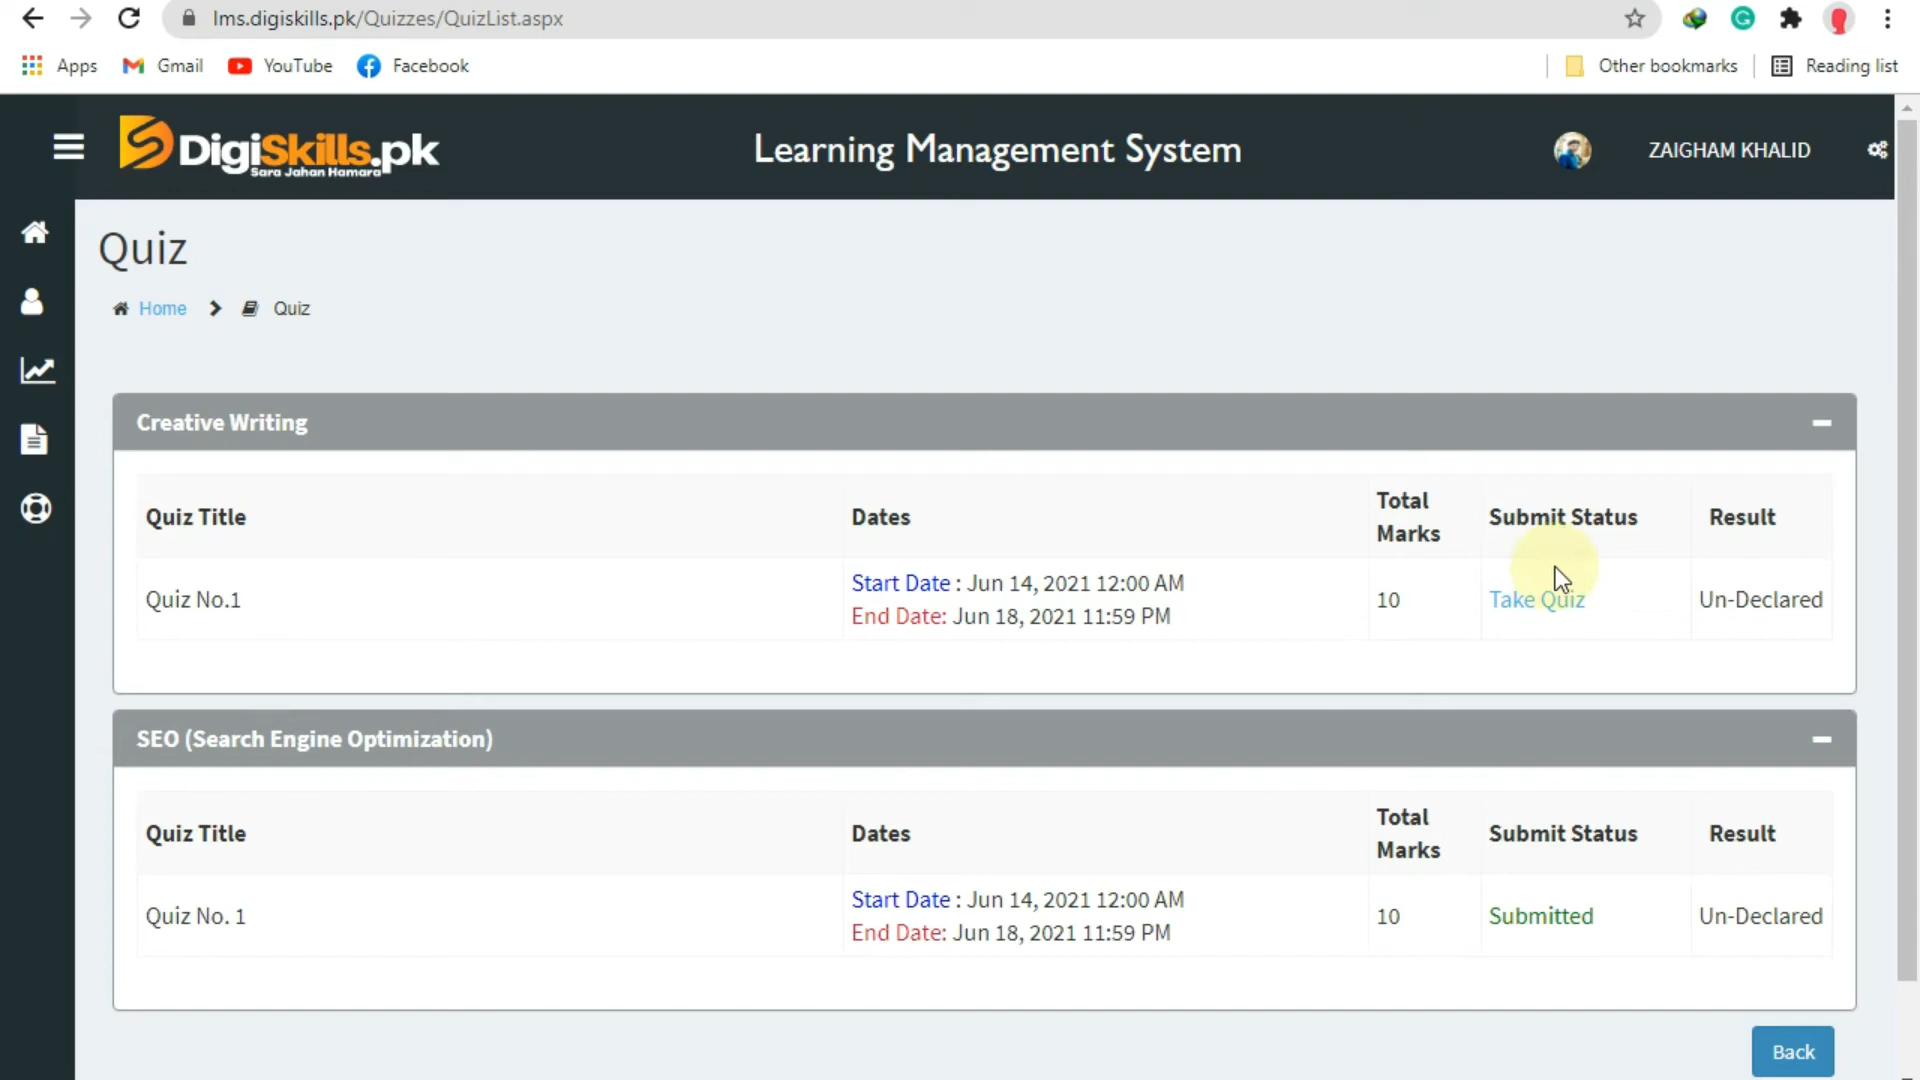 lms.digiskills.pk/Quizzes/QuizList.aspx
Apps Gmail YouTube Facebook Other bookmarks Reading list
DigiSkills.pk
Sara Jahan Hamara
Learning Management System
ZAIGHAM KHALID
Quiz
Home Quiz
Creative Writing
Quiz Title Dates Total Marks Submit Status Result
Quiz No.1 Start Date : Jun 14, 2021 12:00 AM 10 Take Quiz Un-Declared
End Date: Jun 18, 2021 11:59 PM
SEO (Search Engine Optimization)
Quiz Title Dates Total Marks Submit Status Result
Quiz No. 1 Start Date : Jun 14, 2021 12:00 AM 10 Submitted Un-Declared
End Date: Jun 18, 2021 11:59 PM
Back